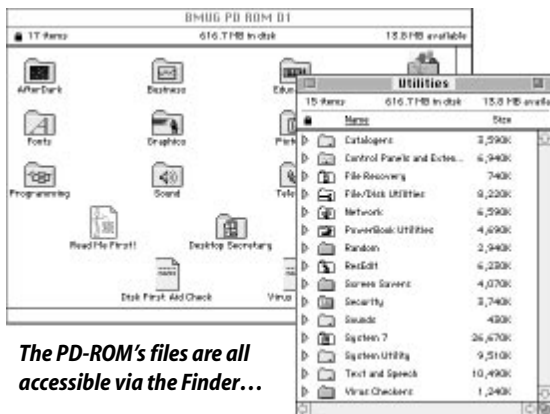 BMUG PD ROM D1
17 items 616.7 MB in disk 13.8 MB available
AfterDark Business
Fonts Graphics
Programming Sound
Read Me First! Desktop Secretary
Disk First Aid Check Virus
Utilities
15 items 616.7 MB in disk 13.8 MB
Name Size
Catalogers 3,590K
Control Panels and Exten... 6,940K
File Recovery 740K
File/Disk Utilities 8,220K
Network 6,590K
PowerBook Utilities 4,690K
Random 2,940K
ResEdit 6,230K
Screen Savers 4,070K
Security 3,740K
Sounds 430K
System 7 26,670K
System Utility 9,510K
Text and Speech 10,490K
Virus Checkers 1,240K
The PD-ROM's files are all
accessible via the Finder…